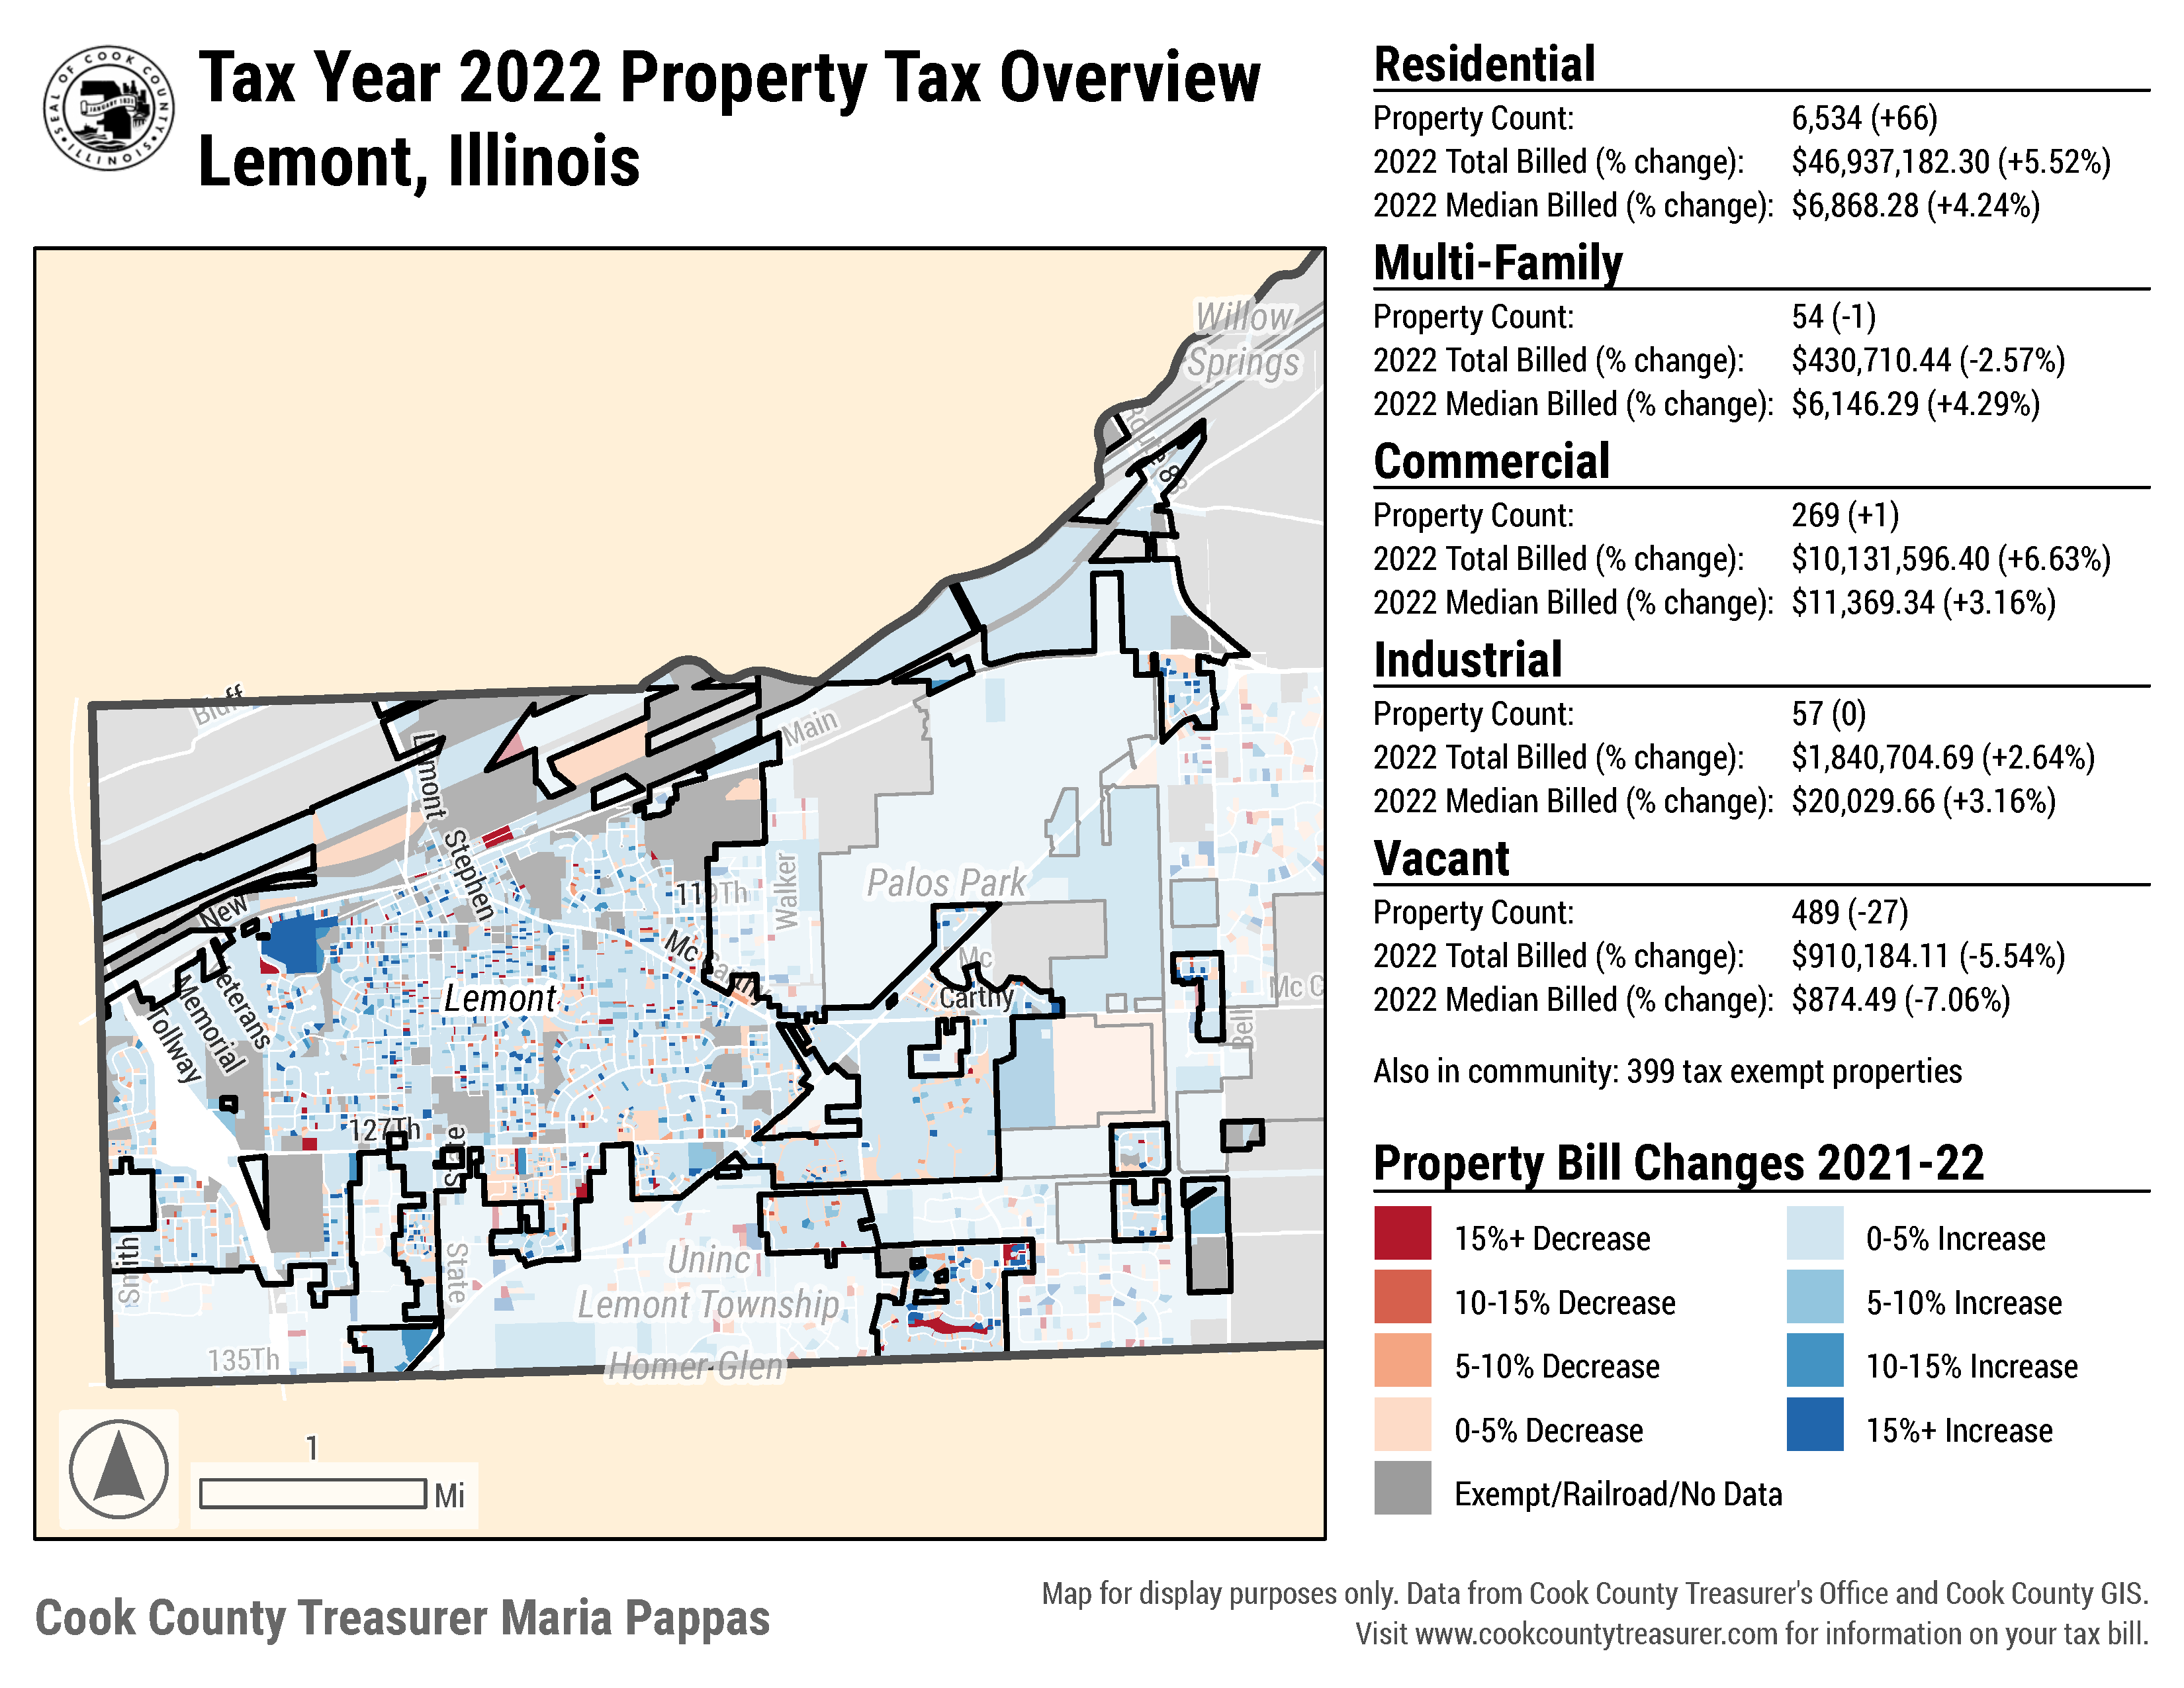 SEAL OF COOK COUNTY
ILLINOIS
JANUARY 1831
Tax Year 2022 Property Tax Overview
Lemont, Illinois
Residential
Property Count: 6,534 (+66)
2022 Total Billed (% change): $46,937,182.30 (+5.52%)
2022 Median Billed (% change): $6,868.28 (+4.24%)
Multi-Family
Property Count: 54 (-1)
2022 Total Billed (% change): $430,710.44 (-2.57%)
2022 Median Billed (% change): $6,146.29 (+4.29%)
Commercial
Property Count: 269 (+1)
2022 Total Billed (% change): $10,131,596.40 (+6.63%)
2022 Median Billed (% change): $11,369.34 (+3.16%)
Industrial
Property Count: 57 (0)
2022 Total Billed (% change): $1,840,704.69 (+2.64%)
2022 Median Billed (% change): $20,029.66 (+3.16%)
Vacant
Property Count: 489 (-27)
2022 Total Billed (% change): $910,184.11 (-5.54%)
2022 Median Billed (% change): $874.49 (-7.06%)
Also in community: 399 tax exempt properties
Property Bill Changes 2021-22
15%+ Decrease
10-15% Decrease
5-10% Decrease
0-5% Decrease
Exempt/Railroad/No Data
0-5% Increase
5-10% Increase
10-15% Increase
15%+ Increase
Willow
Springs
Route 83
Bluff
Main
Lemont
Stephen
119Th
Walker
Palos Park
New
Mc Carthy
Mc
Carthy
Mc C
Bell
Lemont
Veterans
Memorial
Tollway
127Th
State
Smith
State
Uninc
Lemont Township
135Th
Homer Glen
1
Mi
Cook County Treasurer Maria Pappas
Map for display purposes only. Data from Cook County Treasurer's Office and Cook County GIS.
Visit www.cookcountytreasurer.com for information on your tax bill.